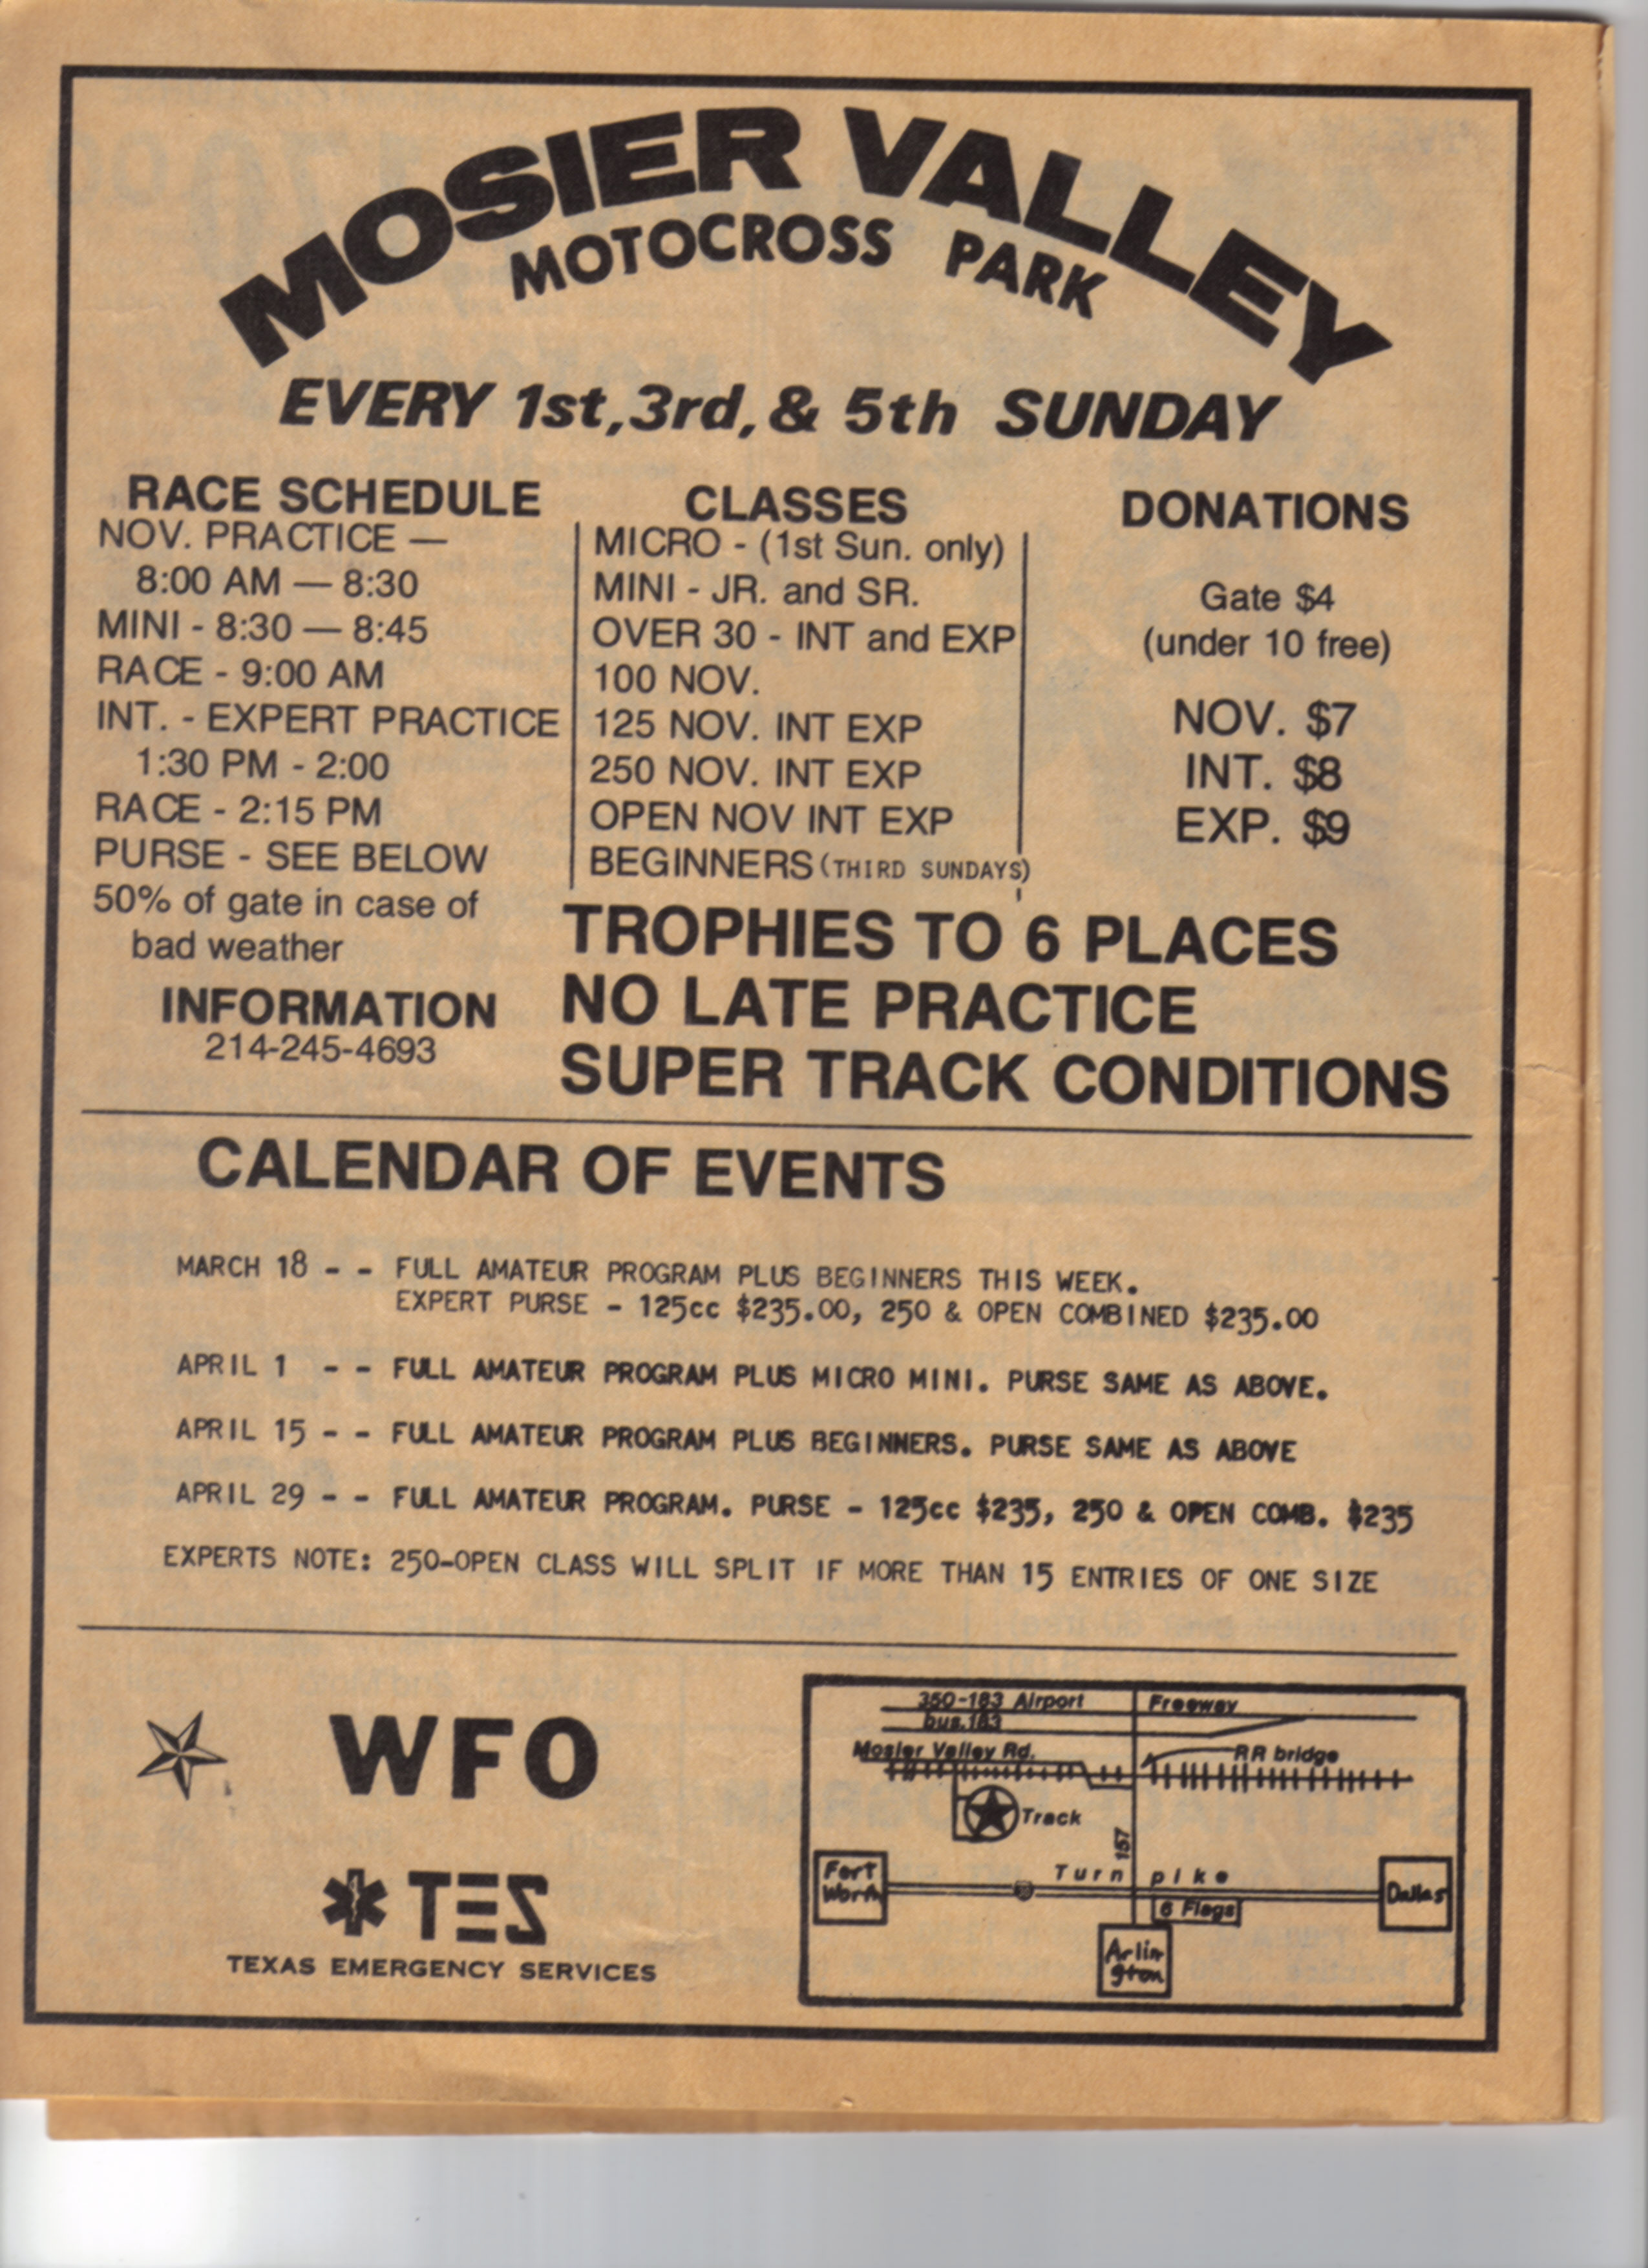 MOSIER VALLEY
MOTOCROSS PARK
EVERY 1st, 3rd, & 5th SUNDAY
RACE SCHEDULE
NOV. PRACTICE —
8:00 AM — 8:30
MINI - 8:30 — 8:45
RACE - 9:00 AM
INT. - EXPERT PRACTICE
1:30 PM - 2:00
RACE - 2:15 PM
PURSE - SEE BELOW
50% of gate in case of
bad weather
INFORMATION
214-245-4693
CLASSES
MICRO - (1st Sun. only)
MINI - JR. and SR.
OVER 30 - INT and EXP
100 NOV.
125 NOV. INT EXP
250 NOV. INT EXP
OPEN NOV INT EXP
BEGINNERS (THIRD SUNDAYS)
DONATIONS
Gate $4
(under 10 free)
NOV. $7
INT. $8
EXP. $9
TROPHIES TO 6 PLACES
NO LATE PRACTICE
SUPER TRACK CONDITIONS
CALENDAR OF EVENTS
MARCH 18 - - FULL AMATEUR PROGRAM PLUS BEGINNERS THIS WEEK.
EXPERT PURSE - 125cc $235.00, 250 & OPEN COMBINED $235.00
APRIL 1 - - FULL AMATEUR PROGRAM PLUS MICRO MINI. PURSE SAME AS ABOVE.
APRIL 15 - - FULL AMATEUR PROGRAM PLUS BEGINNERS. PURSE SAME AS ABOVE
APRIL 29 - - FULL AMATEUR PROGRAM. PURSE - 125cc $235, 250 & OPEN COMB. $235
EXPERTS NOTE: 250-OPEN CLASS WILL SPLIT IF MORE THAN 15 ENTRIES OF ONE SIZE
WFO
TES
TEXAS EMERGENCY SERVICES
350-183 Airport Freeway
bus. 183
Mosier Valley Rd.
RR bridge
Track
157
Turn pike
Fort
Worth
6 Flags
Dallas
Arlin
gton